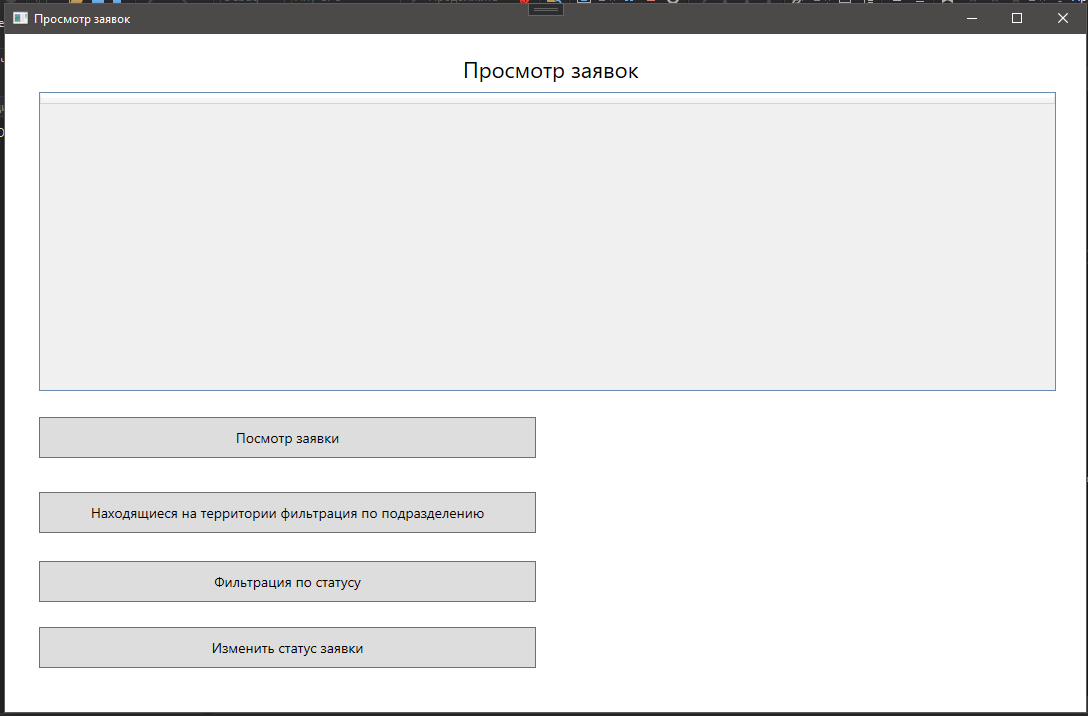 Просмотр заявок
Просмотр заявок
Посмотр заявки
Находящиеся на территории фильтрация по подразделению
Фильтрация по статусу
Изменить статус заявки